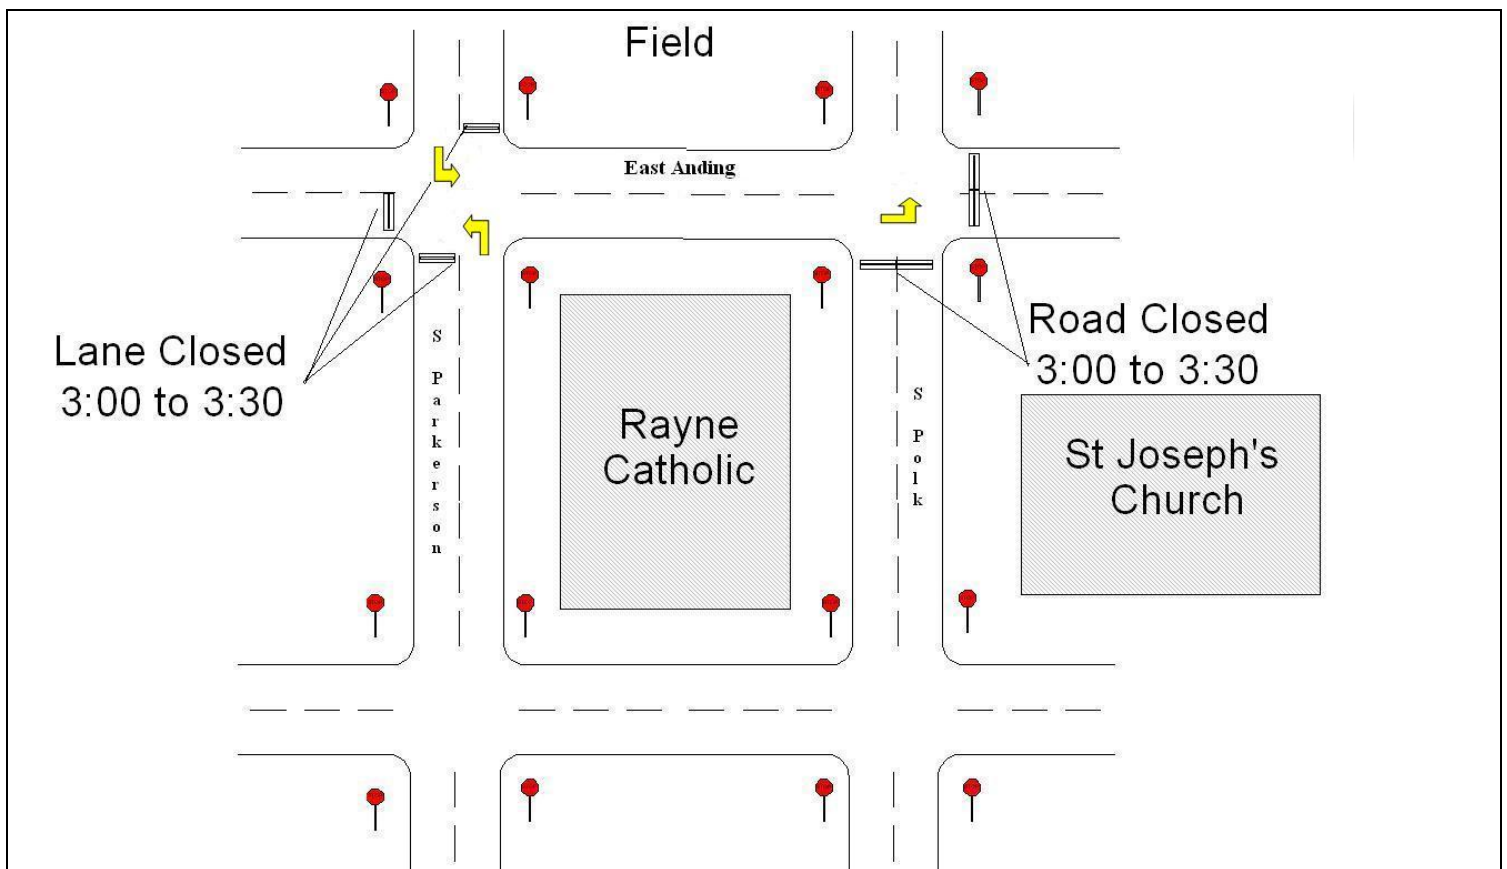 Field
East Anding
Lane Closed
3:00 to 3:30
Road Closed
3:00 to 3:30
S Parkerson
Rayne
Catholic
S Polk
St Joseph's
Church